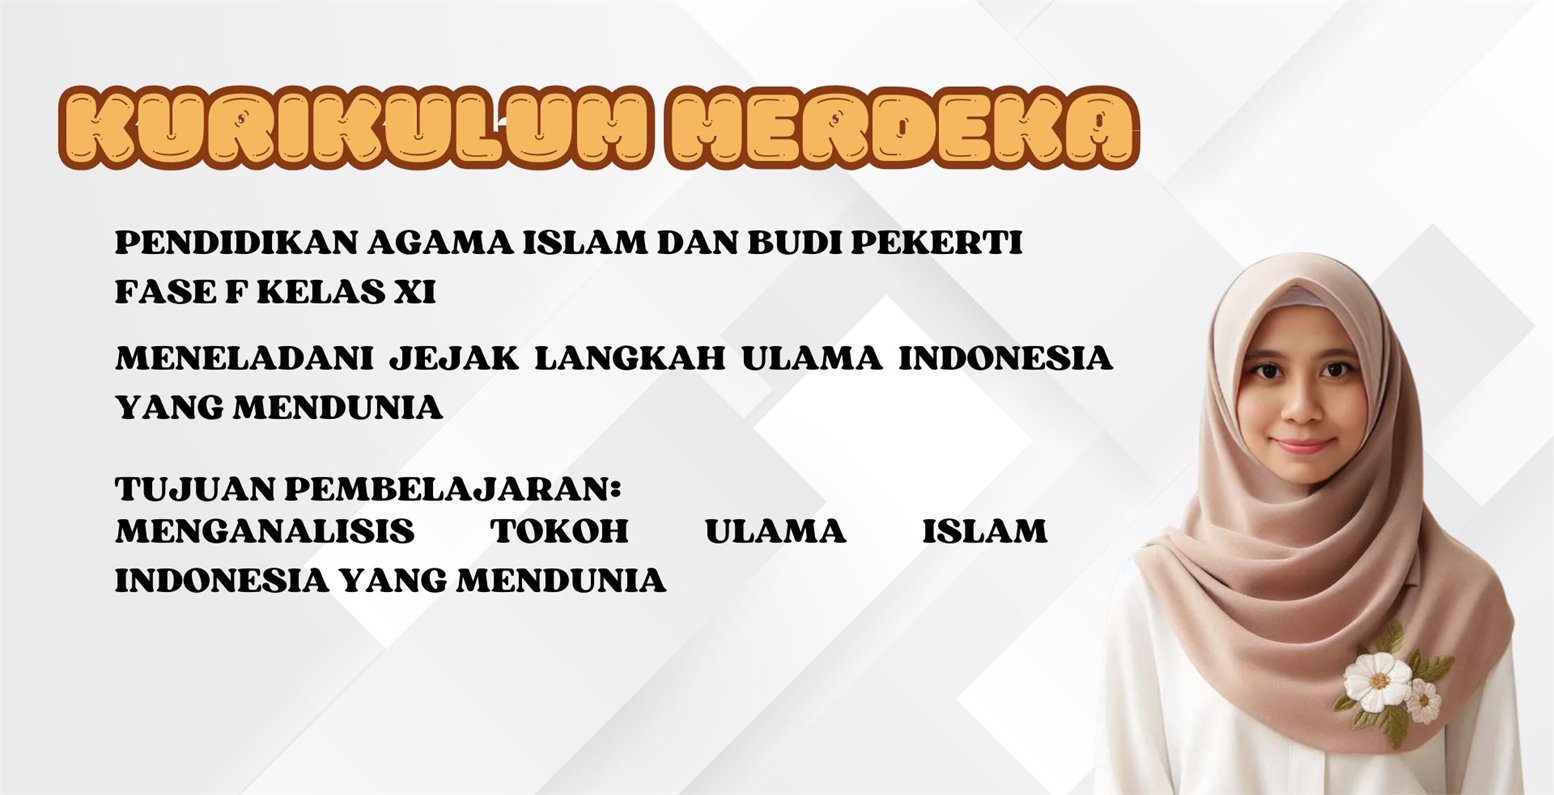 KURIKULUM MERDEKA
PENDIDIKAN AGAMA ISLAM DAN BUDI PEKERTI
FASE F KELAS XI
MENELADANI JEJAK LANGKAH ULAMA INDONESIA
YANG MENDUNIA
TUJUAN PEMBELAJARAN:
MENGANALISIS TOKOH ULAMA ISLAM
INDONESIA YANG MENDUNIA